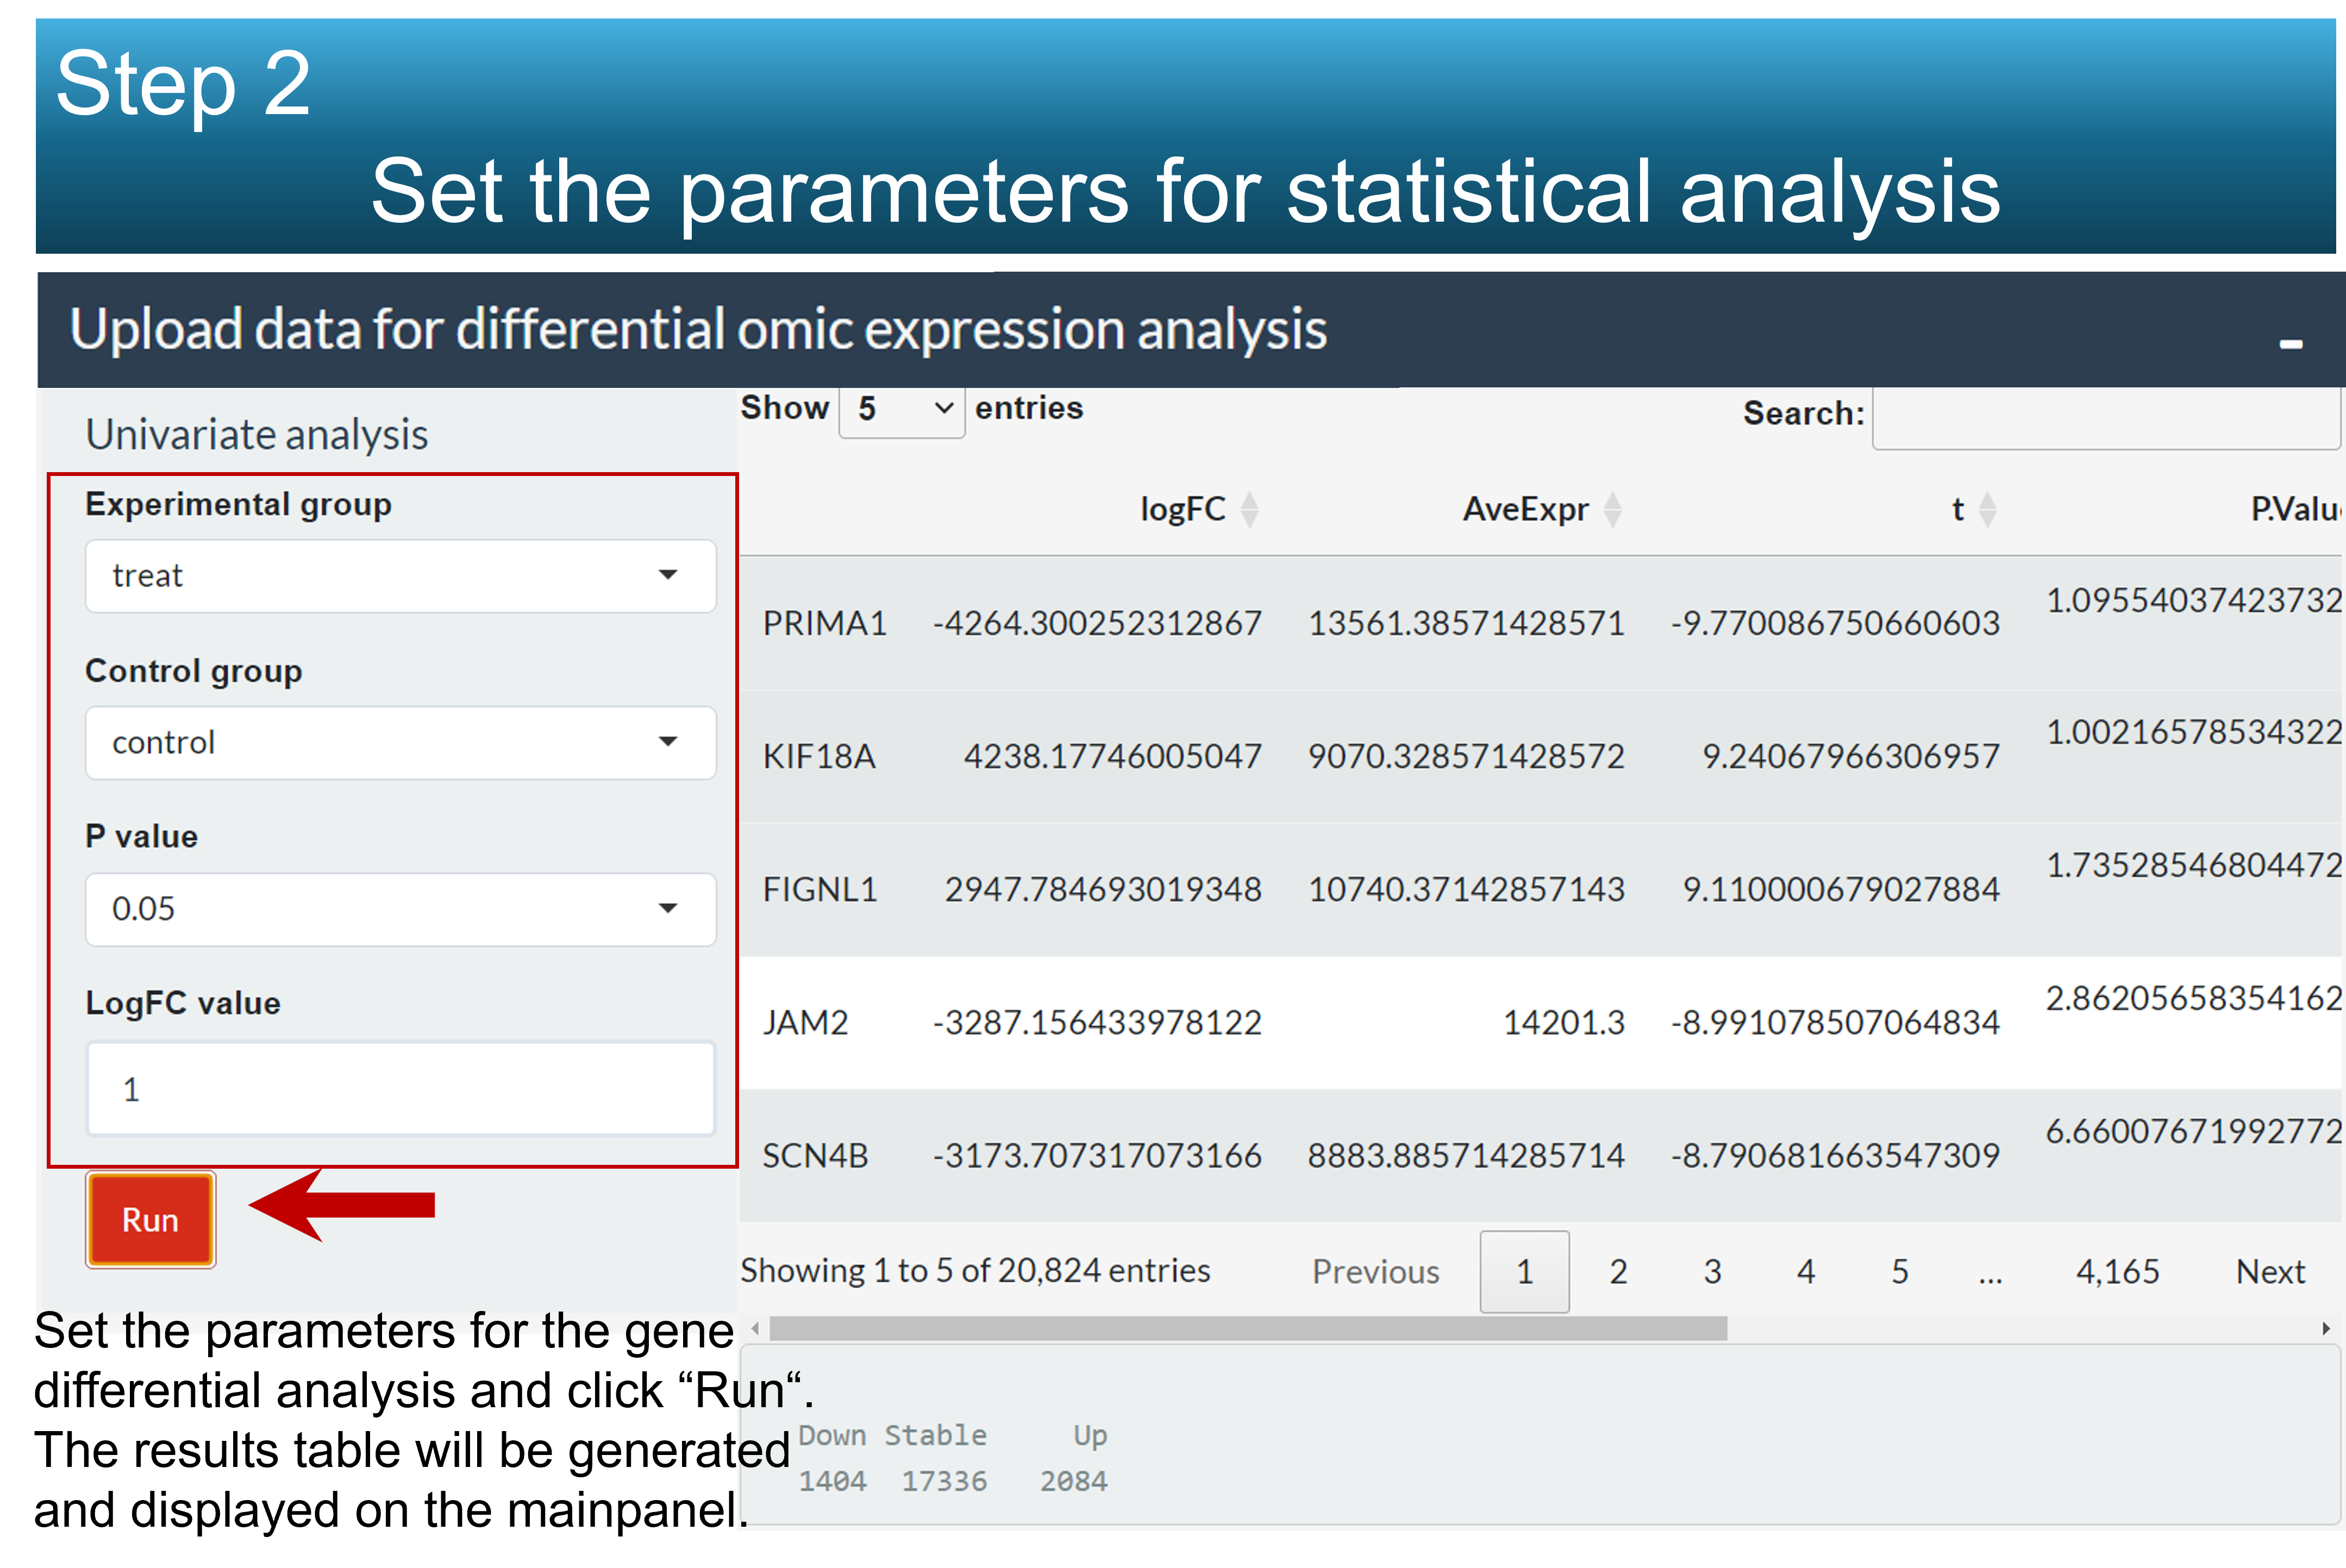 Step 2
Set the parameters for statistical analysis
Upload data for differential omic expression analysis
Univariate analysis
Experimental group
treat
Control group
control
P value
0.05
LogFC value
1
Run
Set the parameters for the gene
differential analysis and click “Run“.
The results table will be generated
and displayed on the mainpanel.
Show 5 entries
Search:
logFC AveExpr t P.Valu
PRIMA1 -4264.300252312867 13561.38571428571 -9.770086750660603 1.09554037423732
KIF18A 4238.17746005047 9070.328571428572 9.24067966306957 1.00216578534322
FIGNL1 2947.784693019348 10740.37142857143 9.110000679027884 1.73528546804472
JAM2 -3287.156433978122 14201.3 -8.991078507064834 2.86205658354162
SCN4B -3173.707317073166 8883.885714285714 -8.790681663547309 6.66007671992772
Showing 1 to 5 of 20,824 entries Previous 1 2 3 4 5 ... 4,165 Next
Down Stable Up
1404 17336 2084